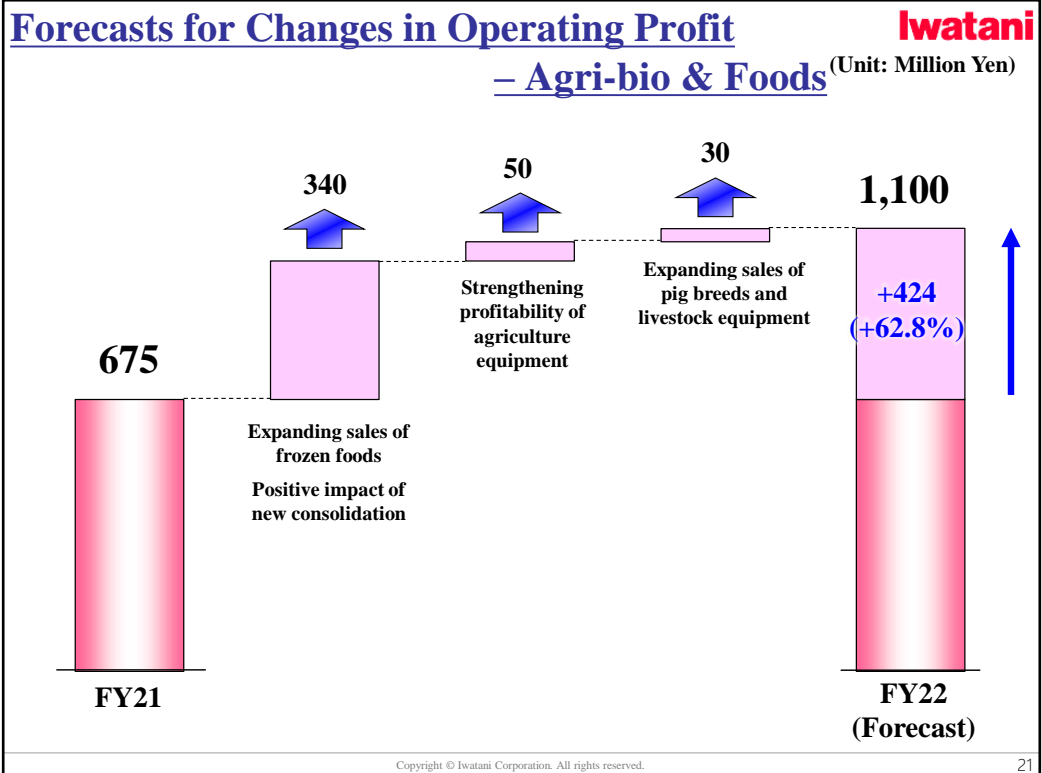 Forecasts for Changes in Operating Profit
– Agri-bio & Foods
Iwatani
(Unit: Million Yen)
675
340
50
30
1,100
Expanding sales of
frozen foods
Positive impact of
new consolidation
Strengthening
profitability of
agriculture
equipment
Expanding sales of
pig breeds and
livestock equipment
+424
(+62.8%)
FY21
FY22
(Forecast)
Copyright © Iwatani Corporation. All rights reserved.
21